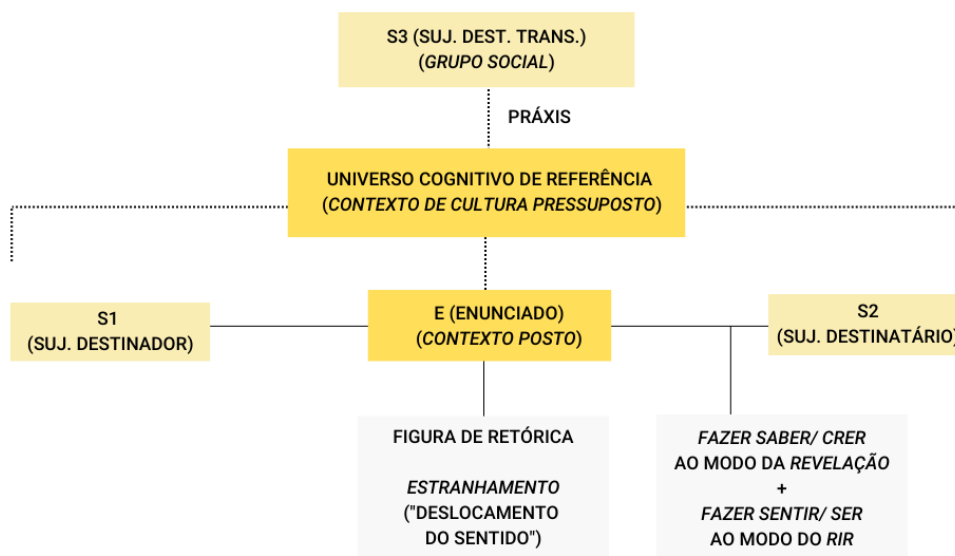 S3 (SUJ. DEST. TRANS.)
(GRUPO SOCIAL)
PRÁXIS
UNIVERSO COGNITIVO DE REFERÊNCIA
(CONTEXTO DE CULTURA PRESSUPOSTO)
S1
(SUJ. DESTINADOR)
E (ENUNCIADO)
(CONTEXTO POSTO)
S2
(SUJ. DESTINATÁRIO)
FIGURA DE RETÓRICA
ESTRANHAMENTO
("DESLOCAMENTO
DO SENTIDO")
FAZER SABER/ CRER
AO MODO DA REVELAÇÃO
+
FAZER SENTIR/ SER
AO MODO DO RIR